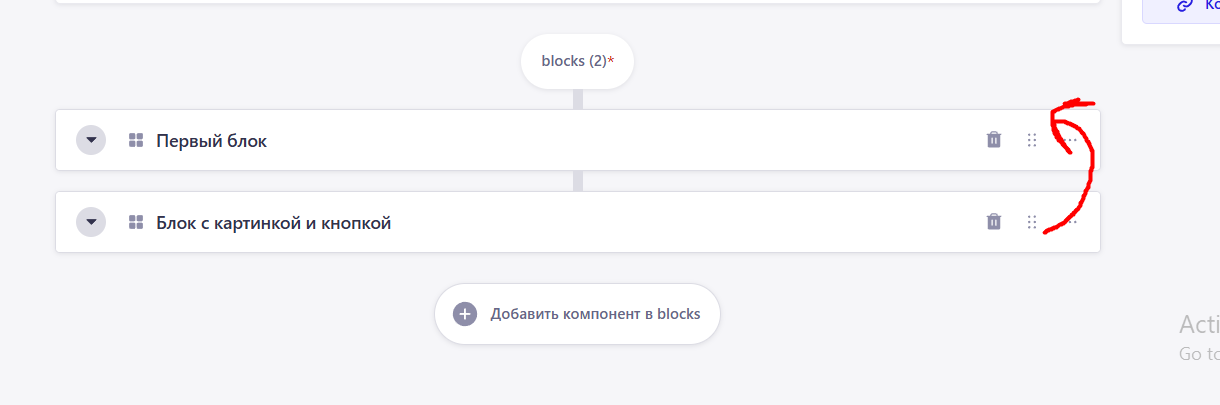 Ко
blocks (2)*
Первый блок
Блок с картинкой и кнопкой
Добавить компонент в blocks
Acti
Go to